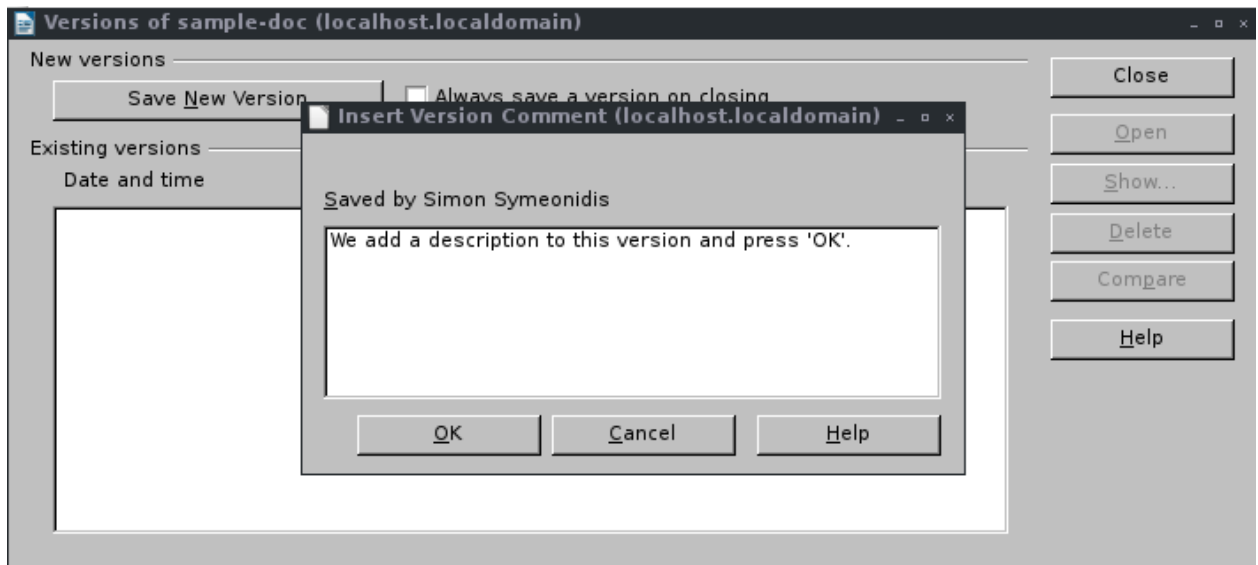 Versions of sample-doc (localhost.localdomain)
New versions
Save New Version
Always save a version on closing
Close
Insert Version Comment (localhost.localdomain)
Open
Existing versions
Date and time
Show...
Saved by Simon Symeonidis
We add a description to this version and press 'OK'.
Delete
Compare
Help
OK
Cancel
Help